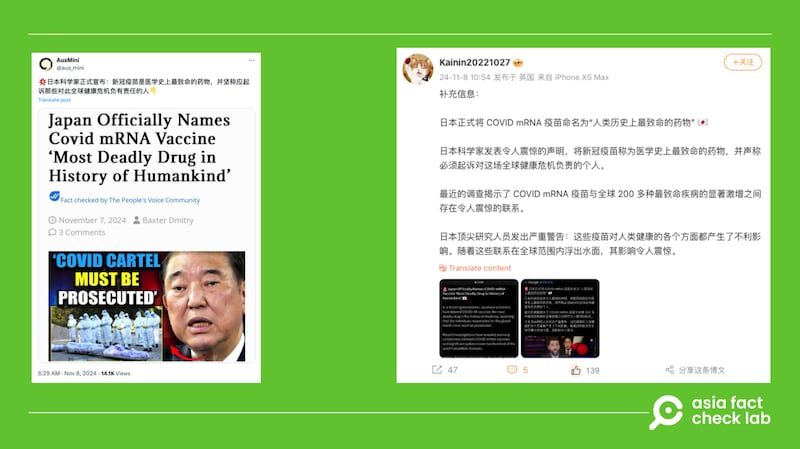 AusMini
@aus_mini
日本科学家正式宣布：新冠疫苗是医学史上最致命的药物，并坚称应起
诉那些对此全球健康危机负有责任的人
Translate post
Japan Officially Names
Covid mRNA Vaccine
‘Most Deadly Drug in
History of Humankind’
Fact checked by The People's Voice Community
November 7, 2024 Baxter Dmitry
3 Comments
'COVID CARTEL
MUST BE
PROSECUTED'
6:29 AM · Nov 8, 2024 · 14.1K Views
Kainin20221027
+关注
24-11-8 10:54 发布于 英国 来自 iPhone XS Max
补充信息：
日本正式将 COVID mRNA 疫苗命名为“人类历史上最致命的药物”
日本科学家发表令人震惊的声明，将新冠疫苗称为医学史上最致命的药物，并声称
必须起诉对这场全球健康危机负责的个人。
最近的调查揭示了 COVID mRNA 疫苗与全球 200 多种最致命疾病的显著激增之间
存在令人震惊的联系。
日本顶尖研究人员发出严重警告：这些疫苗对人类健康的各个方面都产生了不利影
响。随着这些联系在全球范围内浮出水面，其影响令人震惊。
Translate content
47
5
139
分享这条博文
asia fact
check lab